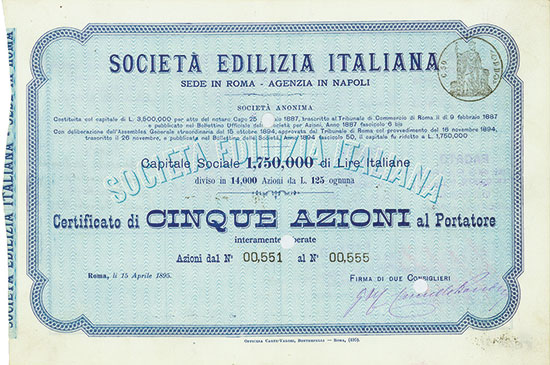 SOCIETÀ EDILIZIA ITALIANA
SEDE IN ROMA - AGENZIA IN NAPOLI
SOCIETÀ ANONIMA
Costituita col capitale di L. 3,500,000 per atto del notaro Capo 25 1887, trascritto al Tribunale di Commercio di Roma li 9 febbraio 1887
e pubblicato nel Bollettino Ufficiale delle società per Azioni, Anno 1887 fascicolo 6 bis
Con deliberazione dell'Assemblea Generale straordinaria del 15 ottobre 1894, approvata dal Tribunale di Roma col provvedimento del 16 novembre 1894,
trascritto il 26 novembre, e pubblicata nel Bollettino delle Società Anno 1894 fascicolo 50, il capitale fu ridotto a L. 1,750,000
SOCIETÀ EDILIZIA ITALIANA
Capitale Sociale 1,750,000 di Lire Italiane
diviso in 14,000 Azioni da L. 125 ognuna
Certificato di CINQUE AZIONI al Portatore
interamente liberate
Azioni dal N° 00,551 al N° 00,555
Roma, li 15 Aprile 1895.
FIRMA DI DUE CONSIGLIERI
SOCIETÀ EDILIZIA ITALIANA - SEDE IN ROMA